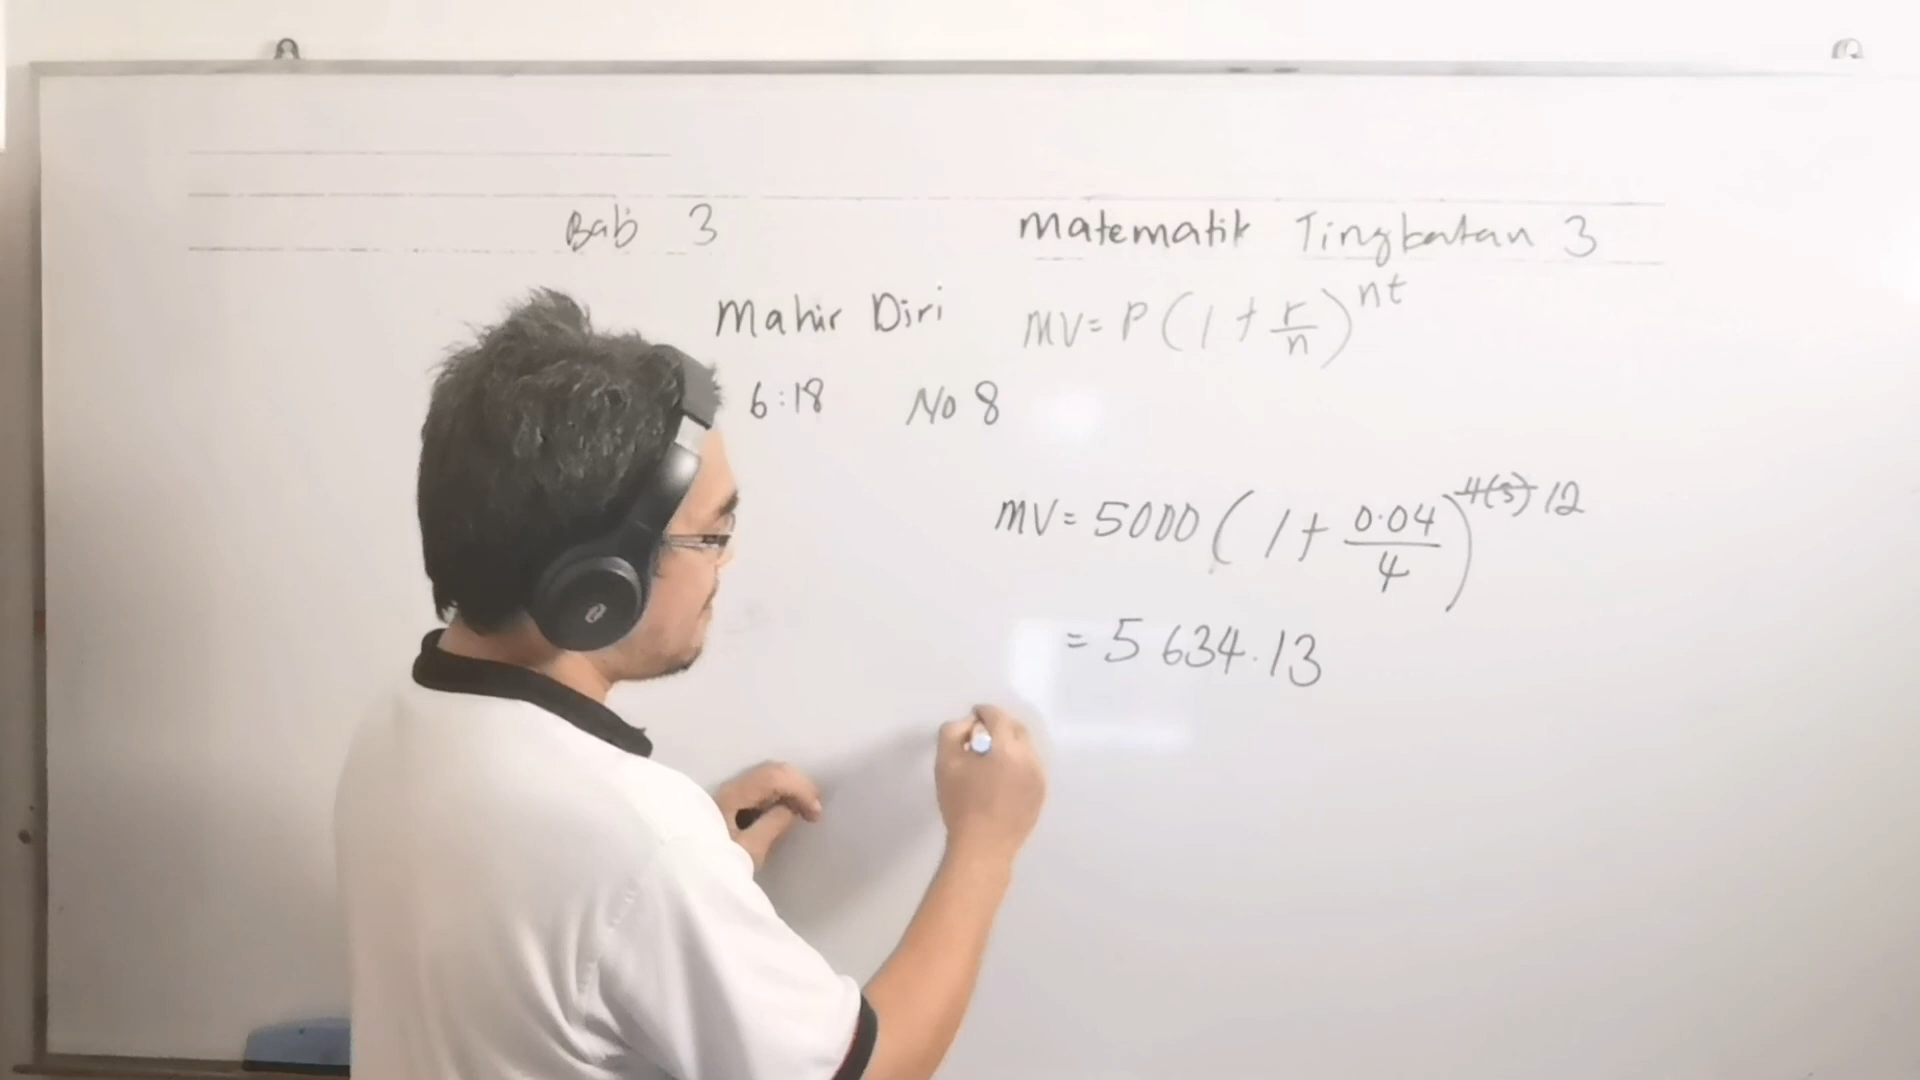 Bab 3 Matematik Tingkatan 3
Mahir Diri MV = P(1 + r/n)^nt
6:18 No 8
MV = 5000(1 + 0.04/4)^4(3) 12
= 5 634.13